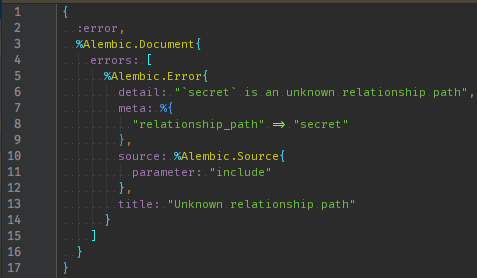 1 {
2   :error,
3   %Alembic.Document{
4     errors: [
5       %Alembic.Error{
6         detail: "`secret` is an unknown relationship path",
7         meta: %{
8           "relationship_path" => "secret"
9         },
10         source: %Alembic.Source{
11           parameter: "include"
12         },
13         title: "Unknown relationship path"
14       }
15     ]
16   }
17 }